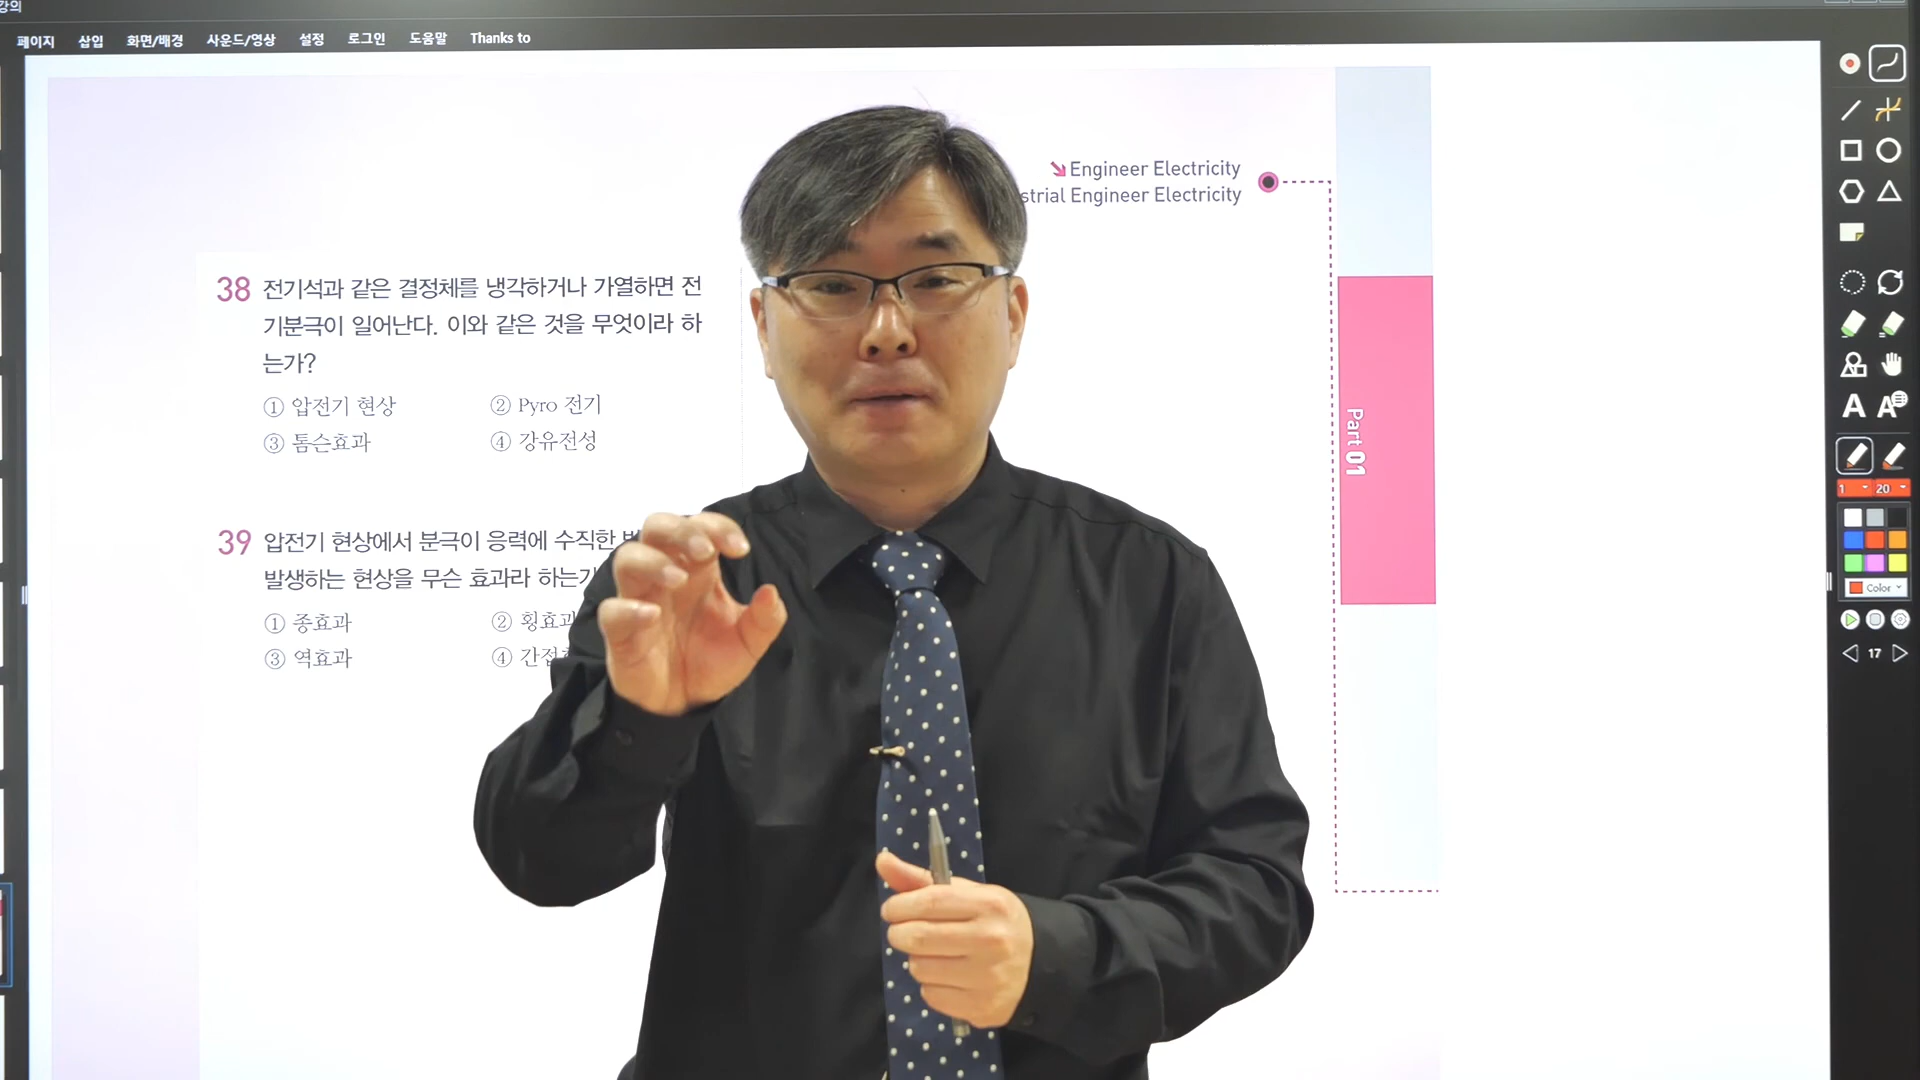 강의
페이지 삽입 화면/배경 사운드/영상 설정 로그인 도움말 Thanks to
Engineer Electricity
Engineer Electricity
38 전기석과 같은 결정체를 냉각하거나 가열하면 전
기분극이 일어난다. 이와 같은 것을 무엇이라 하
는가?
① 압전기 현상 ② Pyro 전기
③ 톰슨효과 ④ 강유전성
39 압전기 현상에서 분극이 응력에 수직한
발생하는 현상을 무슨 효과라 하는가
① 종효과 ② 횡효과
③ 역효과 ④
Part 01
A A
1 20
Color
17